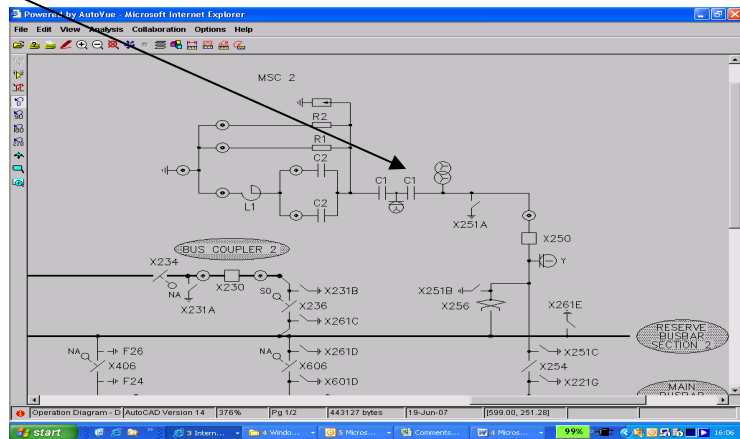 Powered by AutoVue - Microsoft Internet Explorer
File Edit View Analysis Collaboration Options Help
MSC 2
R2
R1
C2
C1 C1
L1
C2
X251A
X250
BUS COUPLER 2
Y
X234
NA
X230
X231A
X231B
SO
X236
X261C
X251B
X256
X261E
RESERVE
BUSBAR
SECTION 2
F26
NA
X406
F24
NA
X261D
X606
X601D
X251C
X254
X221G
MAIN
BUSBAR
Operation Diagram - D AutoCAD Version 14 376% Pg 1/2 443127 bytes 19-Jun-07 [599.00, 251.28]
start 3 Intern... 4 Windo... 5 Micros... Comments... 4 Micros... 99% 16:06